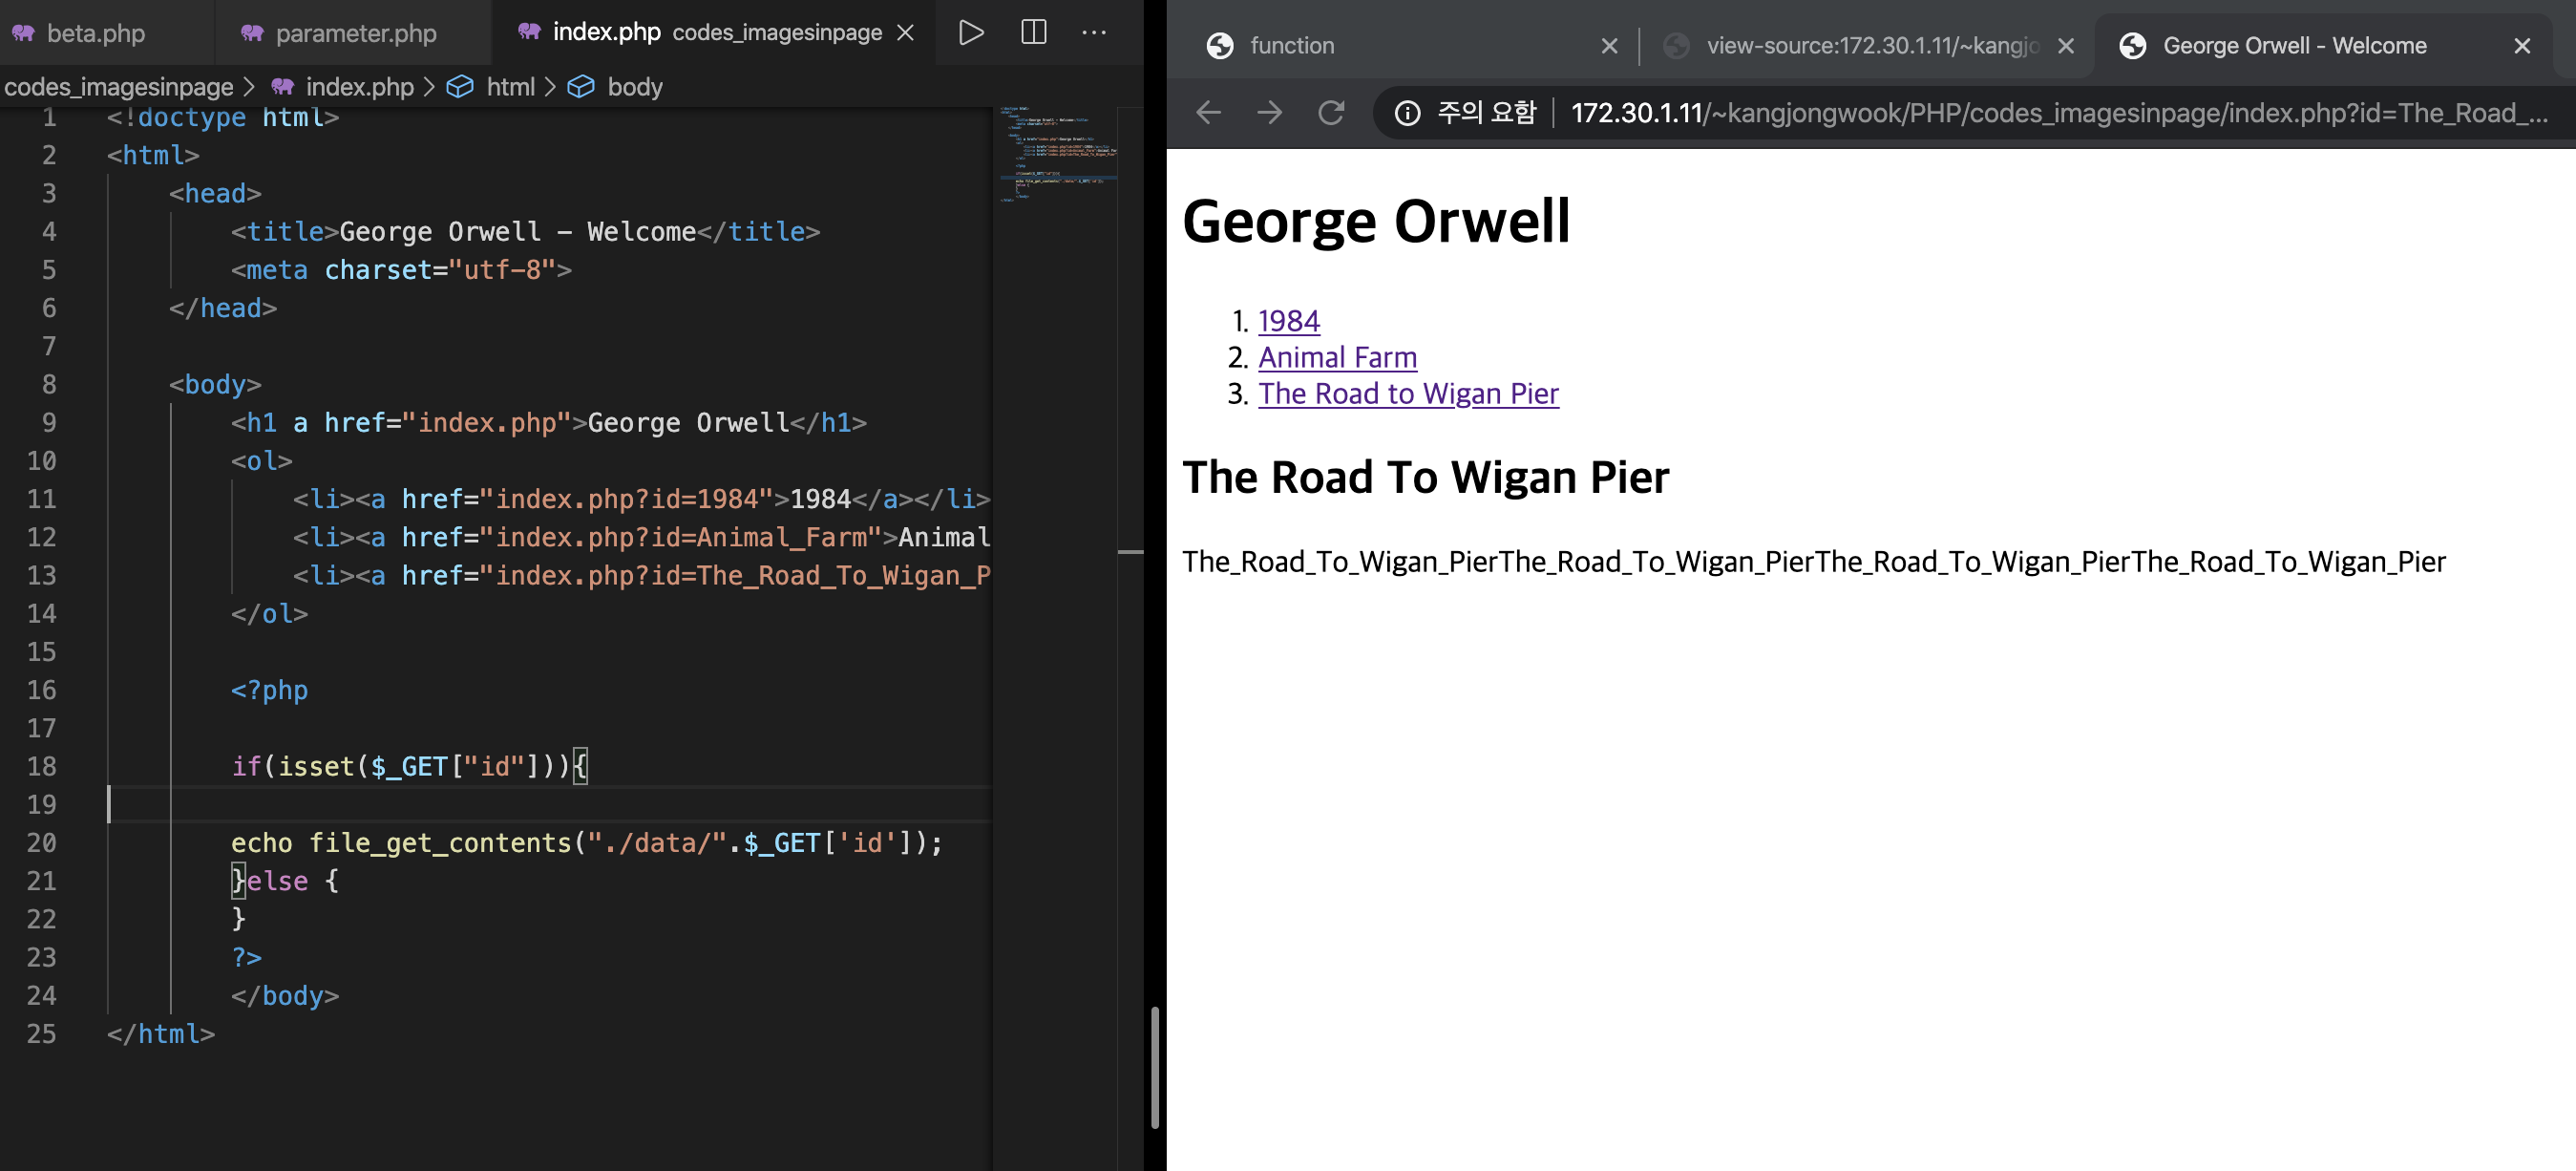 beta.php
parameter.php
index.php codes_imagesinpage
codes_imagesinpage > index.php > html > body
1 <!doctype html>
2 <html>
3 <head>
4 <title>George Orwell - Welcome</title>
5 <meta charset="utf-8">
6 </head>
7
8 <body>
9 <h1 a href="index.php">George Orwell</h1>
10 <ol>
11 <li><a href="index.php?id=1984">1984</a></li>
12 <li><a href="index.php?id=Animal_Farm">Animal
13 <li><a href="index.php?id=The_Road_To_Wigan_P
14 </ol>
15
16 <?php
17
18 if(isset($_GET["id"])){
19
20 echo file_get_contents("./data/".$_GET['id']);
21 }else {
22 }
23 ?>
24 </body>
25 </html>
function
view-source:172.30.1.11/~kangjo
George Orwell - Welcome
주의 요함 172.30.1.11/~kangjongwook/PHP/codes_imagesinpage/index.php?id=The_Road_...
George Orwell
1. 1984
2. Animal Farm
3. The Road to Wigan Pier
The Road To Wigan Pier
The_Road_To_Wigan_PierThe_Road_To_Wigan_PierThe_Road_To_Wigan_PierThe_Road_To_Wigan_Pier